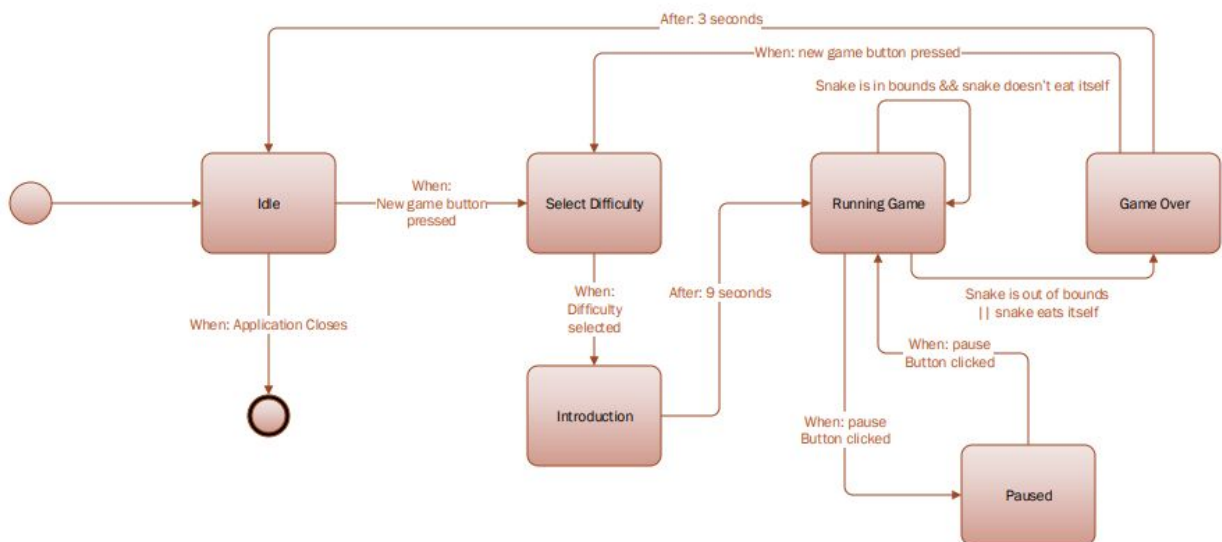 After: 3 seconds
When: new game button pressed
Snake is in bounds && snake doesn't eat itself
Idle
When:
New game button
pressed
Select Difficulty
Running Game
Game Over
When:
Difficulty
selected
After: 9 seconds
Snake is out of bounds
|| snake eats itself
When: Application Closes
When: pause
Button clicked
Introduction
When: pause
Button clicked
Paused